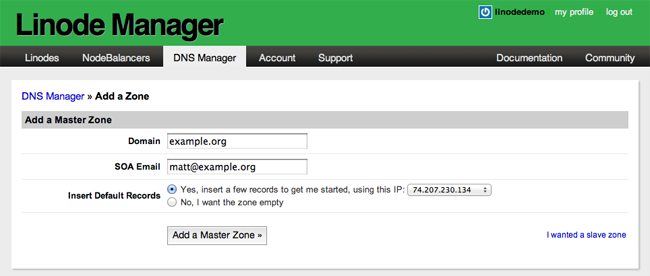 Linode Manager
linodedemo my profile log out
Linodes NodeBalancers DNS Manager Account Support Documentation Community
DNS Manager » Add a Zone
Add a Master Zone
Domain example.org
SOA Email matt@example.org
Insert Default Records Yes, insert a few records to get me started, using this IP: 74.207.230.134
No, I want the zone empty
Add a Master Zone » I wanted a slave zone